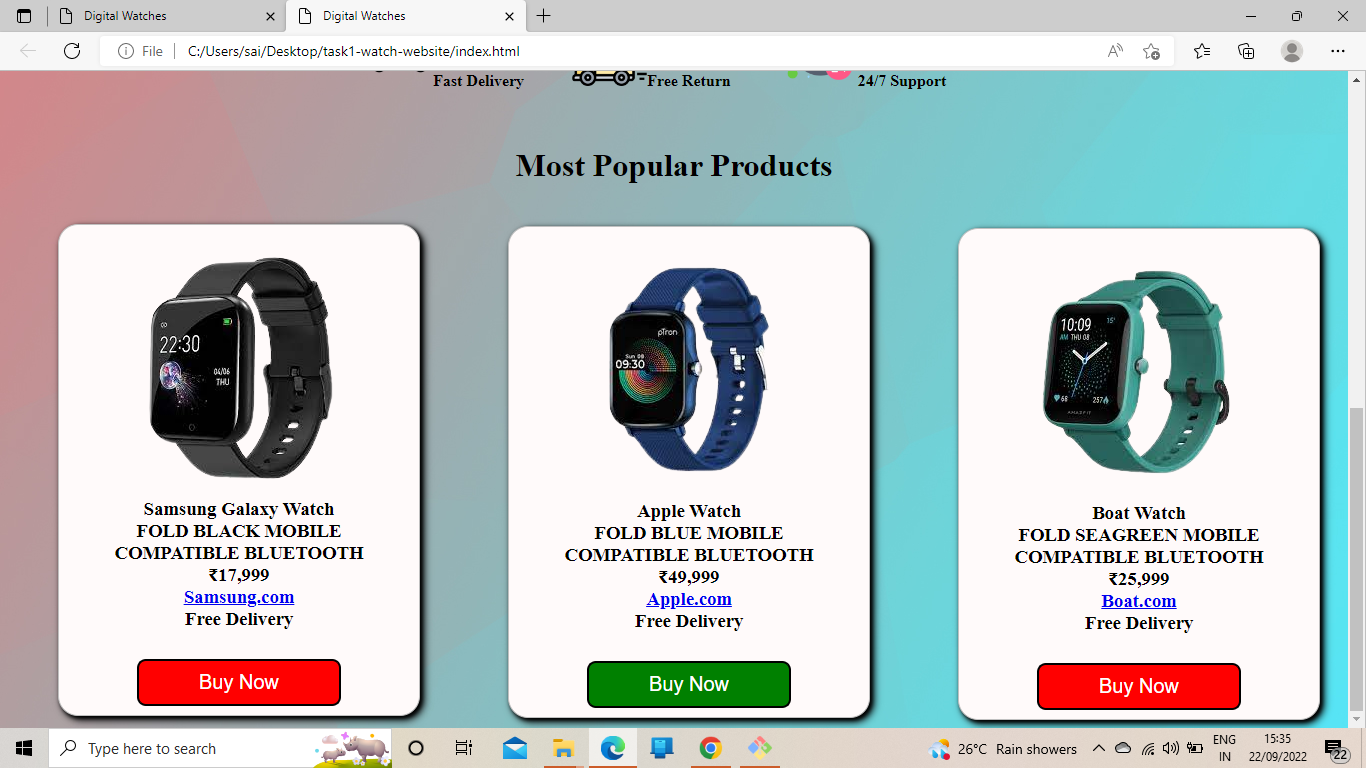 Digital Watches
Digital Watches
File
C:/Users/sai/Desktop/task1-watch-website/index.html
Fast Delivery
Free Return
24/7 Support
Most Popular Products
22:30
04/06
THU
Samsung Galaxy Watch
FOLD BLACK MOBILE
COMPATIBLE BLUETOOTH
₹17,999
Samsung.com
Free Delivery
Buy Now
pTron
Sun 08
09:30
Apple Watch
FOLD BLUE MOBILE
COMPATIBLE BLUETOOTH
₹49,999
Apple.com
Free Delivery
Buy Now
10:09 15°
AM THU 08
68 257
AMAZFIT
Boat Watch
FOLD SEAGREEN MOBILE
COMPATIBLE BLUETOOTH
₹25,999
Boat.com
Free Delivery
Buy Now
Type here to search
26°C Rain showers
ENG
IN
15:35
22/09/2022
22